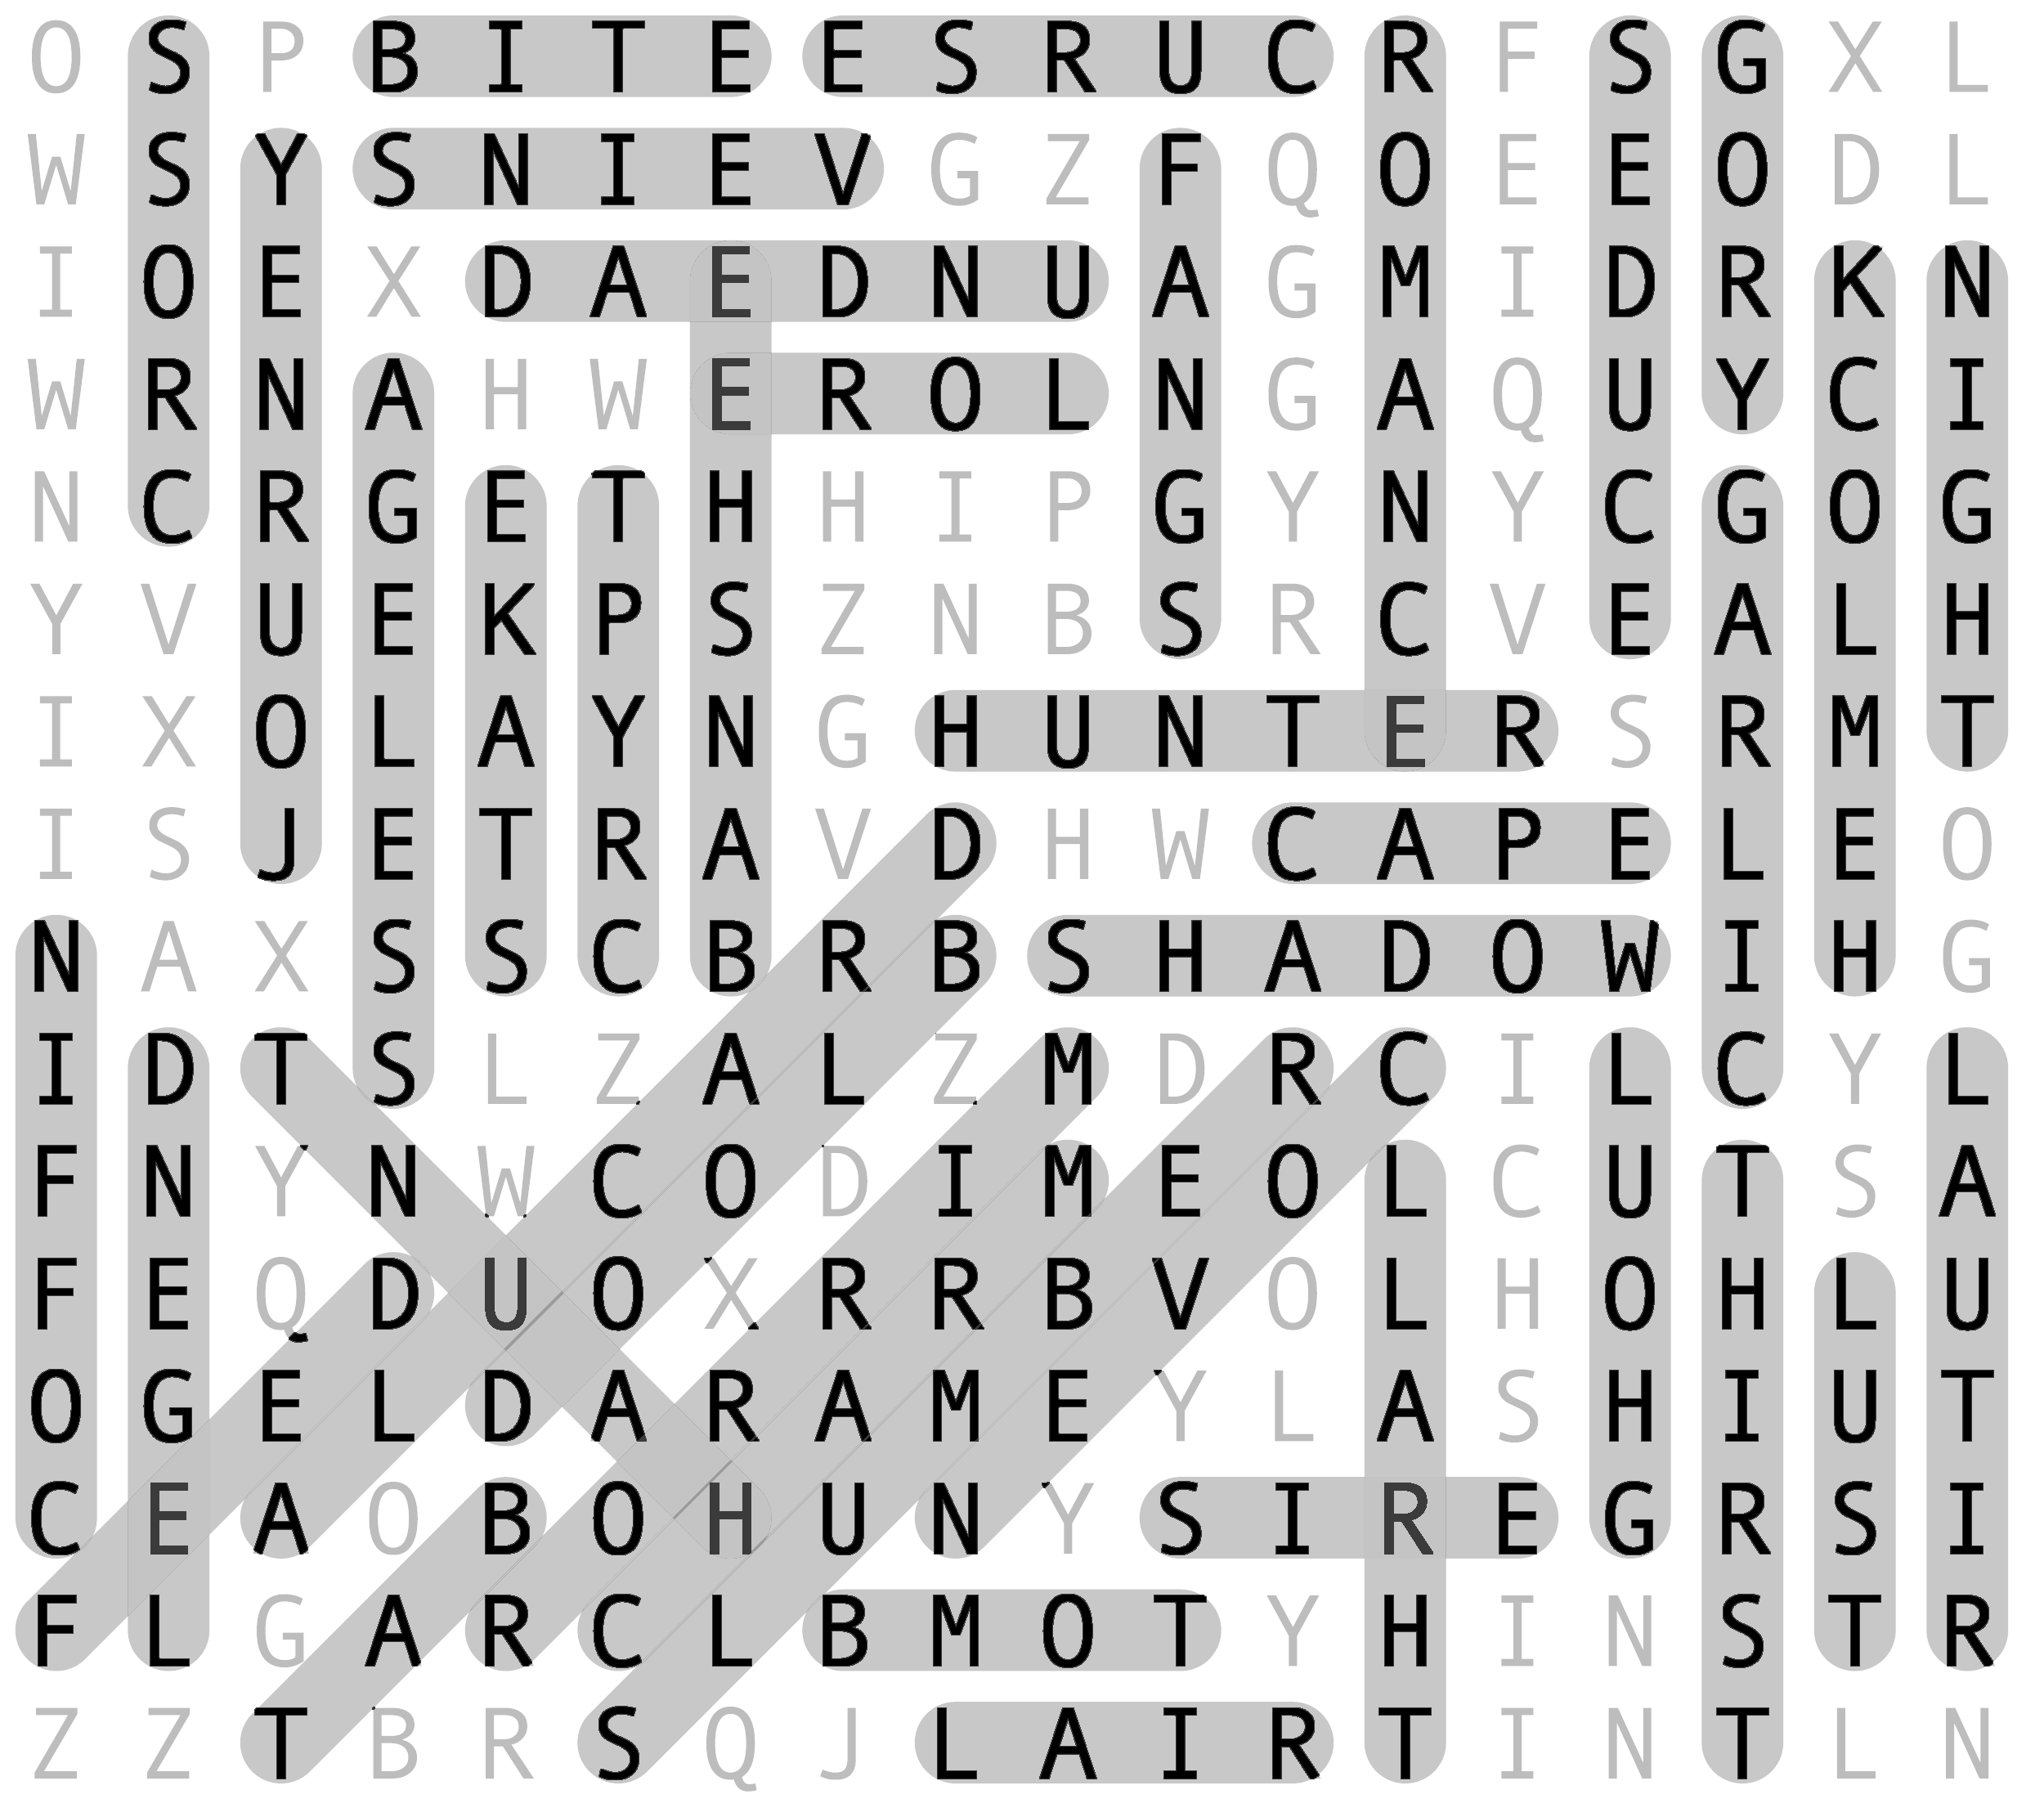 O S P B I T E E S R U C R F S G X L
W S Y S N I E V G Z F Q O E E O D L
I O E X D A E D N U A G M I D R K N
W R N A H W E R O L N G A Q U Y C I
N C R G E T H H I P G Y N Y C G O G
Y V U E K P S Z N B S R C V E A L H
I X O L A Y N G H U N T E R S R M T
I S J E T R A V D H W C A P E L E O
N A X S S C B R B S H A D O W I H G
I D T S L Z A L Z M D R C I L C Y L
F N Y N W C O D I M E O L C U T S A
F E Q D U O X R R B V O L H O H L U
O G E L D A R A M E Y L A S H I U T
C E A O B O H U N Y S I R E G R S I
F L G A R C L B M O T Y H I N S T R
Z Z T B R S Q J L A I R T I N T L N